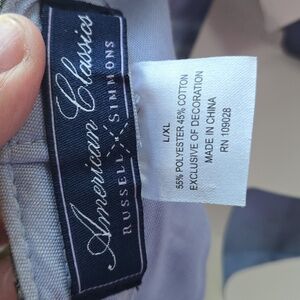 American Classics
RUSSELL SIMMONS
L/XL
55% POLYESTER 45% COTTON
EXCLUSIVE OF DECORATION
MADE IN CHINA
RN 109028